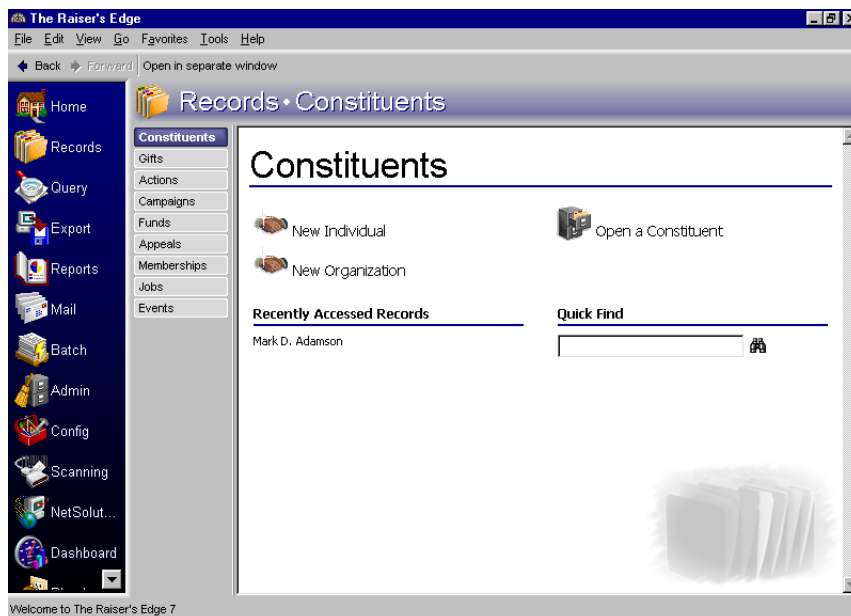 The Raiser's Edge
File Edit View Go Favorites Tools Help
Back Forward Open in separate window
Records • Constituents
Home
Records
Query
Export
Reports
Mail
Batch
Admin
Config
Scanning
NetSolut...
Dashboard
Constituents
Gifts
Actions
Campaigns
Funds
Appeals
Memberships
Jobs
Events
Constituents
New Individual
Open a Constituent
New Organization
Recently Accessed Records
Quick Find
Mark D. Adamson
Welcome to The Raiser's Edge 7